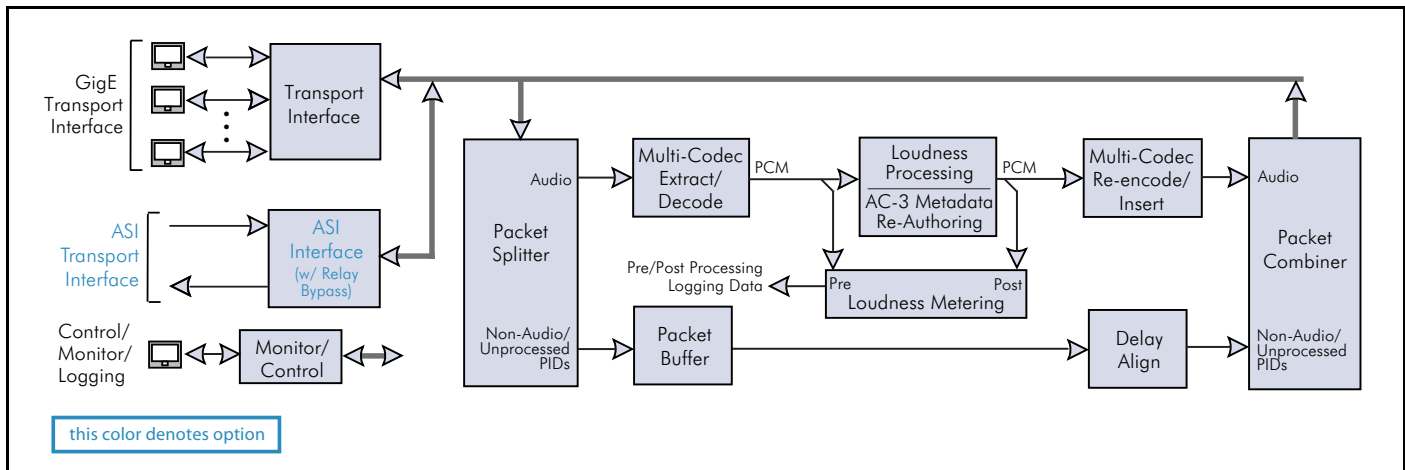 GigE
Transport
Interface
Transport
Interface
ASI
Transport
Interface
ASI
Interface
(w/ Relay
Bypass)
Control/
Monitor/
Logging
Monitor/
Control
this color denotes option
Packet
Splitter
Audio
Non-Audio/
Unprocessed
PIDs
Multi-Codec
Extract/
Decode
PCM
Loudness
Processing
AC-3 Metadata
Re-Authoring
PCM
Multi-Codec
Re-encode/
Insert
Pre/Post Processing
Logging Data
Pre
Post
Loudness Metering
Packet
Buffer
Delay
Align
Audio
Packet
Combiner
Non-Audio/
Unprocessed
PIDs